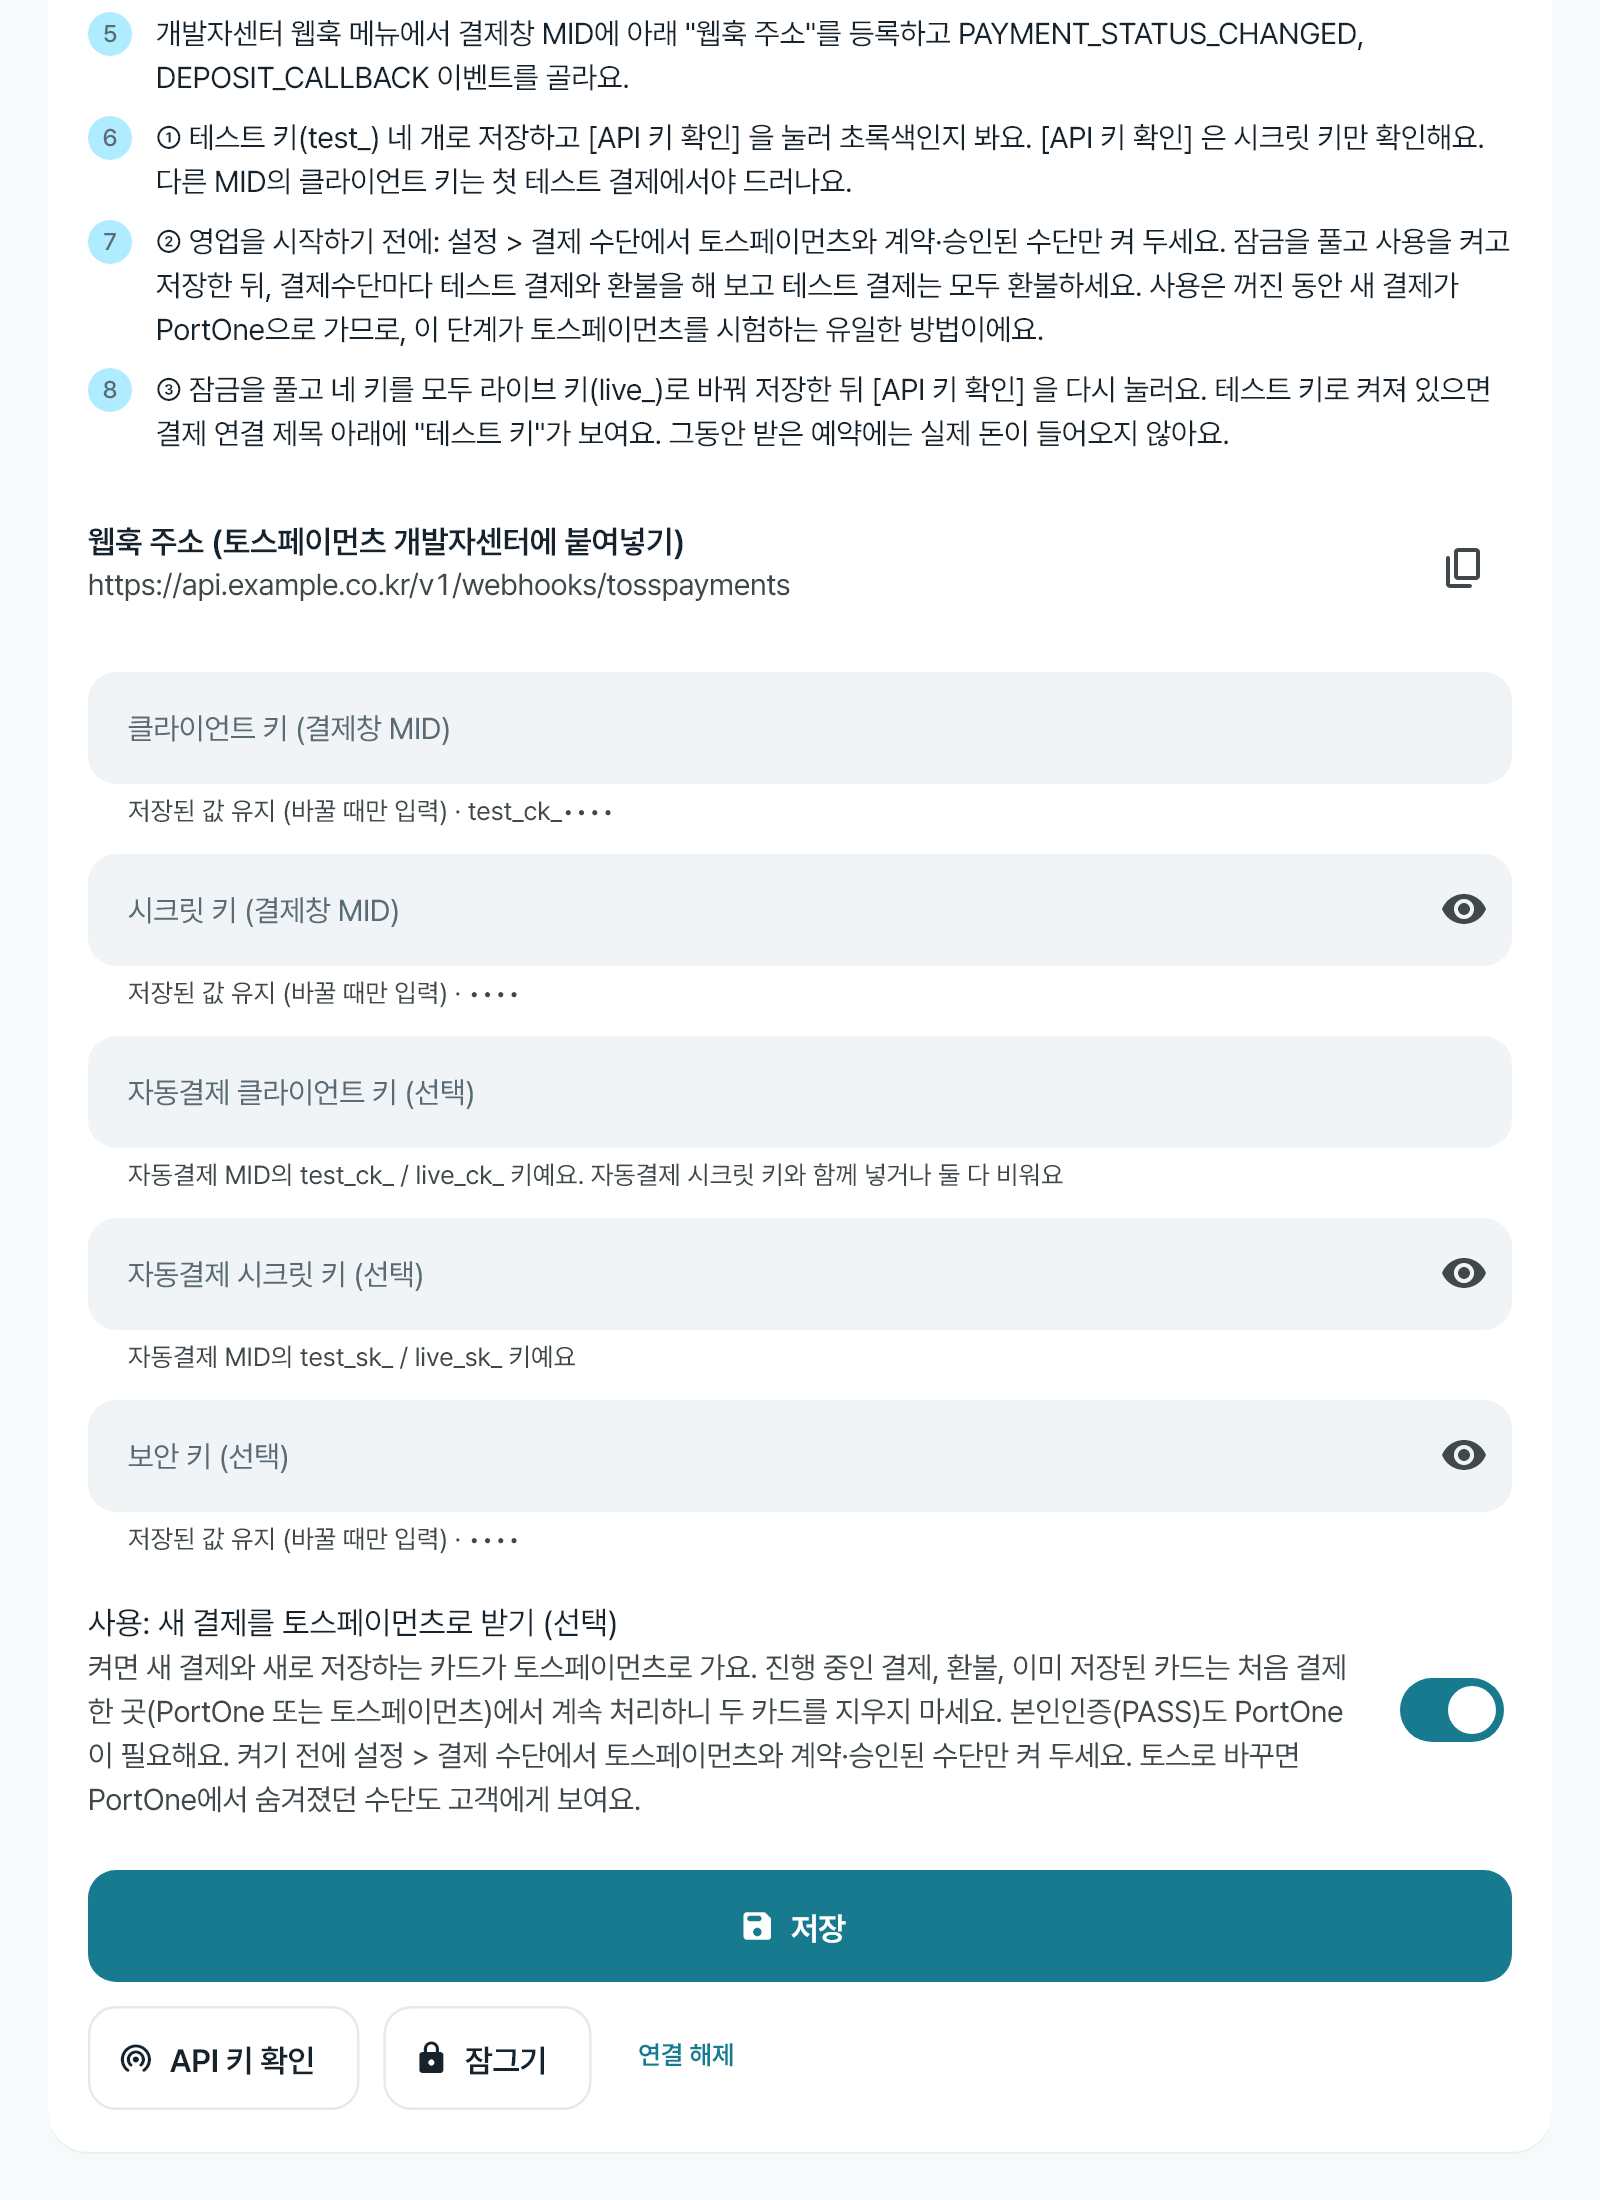 5 개발자센터 웹훅 메뉴에서 결제창 MID에 아래 "웹훅 주소"를 등록하고 PAYMENT_STATUS_CHANGED,
DEPOSIT_CALLBACK 이벤트를 골라요.
6 ① 테스트 키(test_) 네 개로 저장하고 [API 키 확인] 을 눌러 초록색인지 봐요. [API 키 확인] 은 시크릿 키만 확인해요.
다른 MID의 클라이언트 키는 첫 테스트 결제에서야 드러나요.
7 ② 영업을 시작하기 전에: 설정 > 결제 수단에서 토스페이먼츠와 계약·승인된 수단만 켜 두세요. 잠금을 풀고 사용을 켜고
저장한 뒤, 결제수단마다 테스트 결제와 환불을 해 보고 테스트 결제는 모두 환불하세요. 사용은 꺼진 동안 새 결제가
PortOne으로 가므로, 이 단계가 토스페이먼츠를 시험하는 유일한 방법이에요.
8 ③ 잠금을 풀고 네 키를 모두 라이브 키(live_)로 바꿔 저장한 뒤 [API 키 확인] 을 다시 눌러요. 테스트 키로 켜져 있으면
결제 연결 제목 아래에 "테스트 키"가 보여요. 그동안 받은 예약에는 실제 돈이 들어오지 않아요.
웹훅 주소 (토스페이먼츠 개발자센터에 붙여넣기)
https://api.example.co.kr/v1/webhooks/tosspayments
클라이언트 키 (결제창 MID)
저장된 값 유지 (바꿀 때만 입력) · test_ck_••••
시크릿 키 (결제창 MID)
저장된 값 유지 (바꿀 때만 입력) · ••••
자동결제 클라이언트 키 (선택)
자동결제 MID의 test_ck_ / live_ck_ 키예요. 자동결제 시크릿 키와 함께 넣거나 둘 다 비워요
자동결제 시크릿 키 (선택)
자동결제 MID의 test_sk_ / live_sk_ 키예요
보안 키 (선택)
저장된 값 유지 (바꿀 때만 입력) · ••••
사용: 새 결제를 토스페이먼츠로 받기 (선택)
켜면 새 결제와 새로 저장하는 카드가 토스페이먼츠로 가요. 진행 중인 결제, 환불, 이미 저장된 카드는 처음 결제
한 곳(PortOne 또는 토스페이먼츠)에서 계속 처리하니 두 카드를 지우지 마세요. 본인인증(PASS)도 PortOne
이 필요해요. 켜기 전에 설정 > 결제 수단에서 토스페이먼츠와 계약·승인된 수단만 켜 두세요. 토스로 바꾸면
PortOne에서 숨겨졌던 수단도 고객에게 보여요.
저장
API 키 확인
잠그기
연결 해제